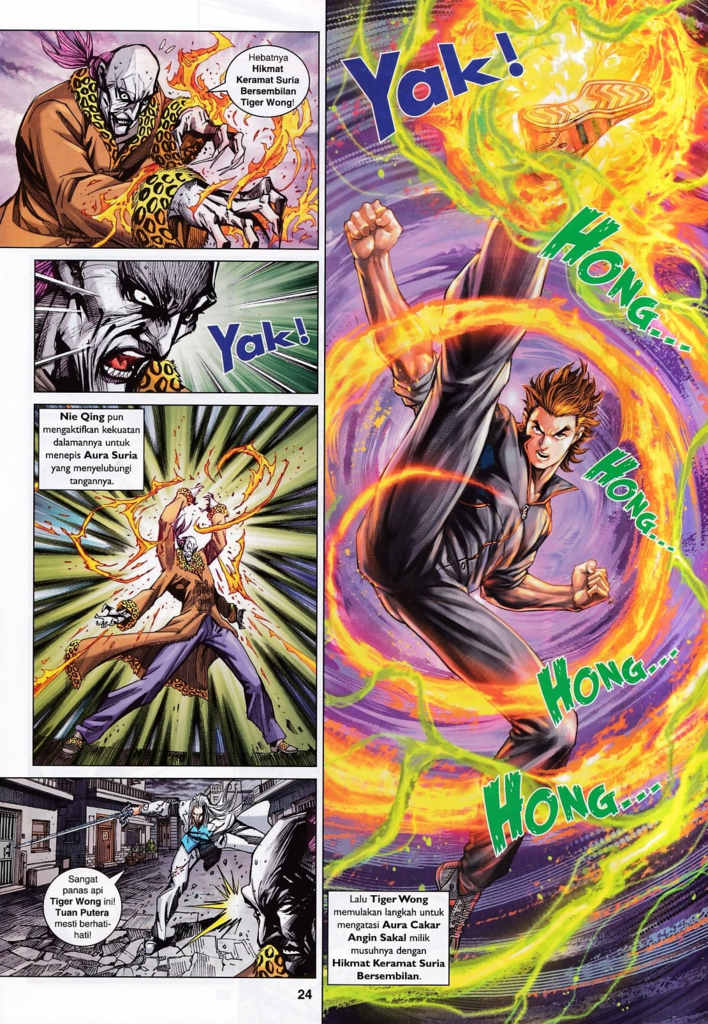 Hebatnya
Hikmat
Keramat Suria
Bersembilan
Tiger Wong!
Yak!
Nie Qing pun
mengaktifkan kekuatan
dalamannya untuk
menepis Aura Suria
yang menyelubungi
tangannya.
Sangat
panas api
Tiger Wong ini!
Tuan Putera
mesti berhati-
hati!
24
Yak!
HONG...
HONG...
HONG...
HONG...
Lalu Tiger Wong
memulakan langkah untuk
mengatasi Aura Cakar
Angin Sakal milik
musuhnya dengan
Hikmat Keramat Suria
Bersembilan.